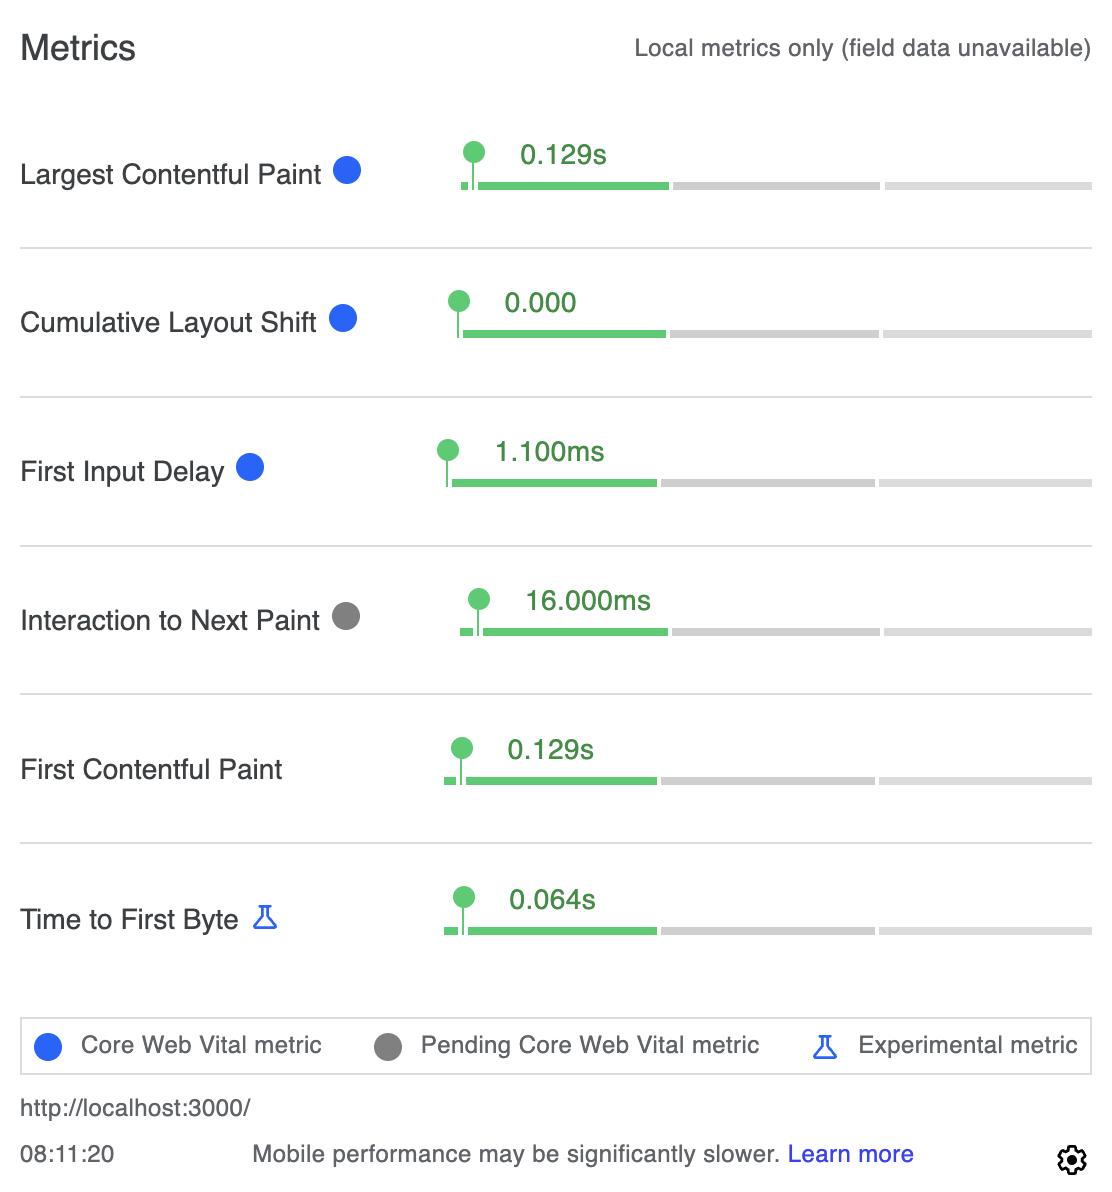 Metrics
Local metrics only (field data unavailable)
Largest Contentful Paint
0.129s
Cumulative Layout Shift
0.000
First Input Delay
1.100ms
Interaction to Next Paint
16.000ms
First Contentful Paint
0.129s
Time to First Byte
0.064s
Core Web Vital metric
Pending Core Web Vital metric
Experimental metric
http://localhost:3000/
08:11:20
Mobile performance may be significantly slower. Learn more